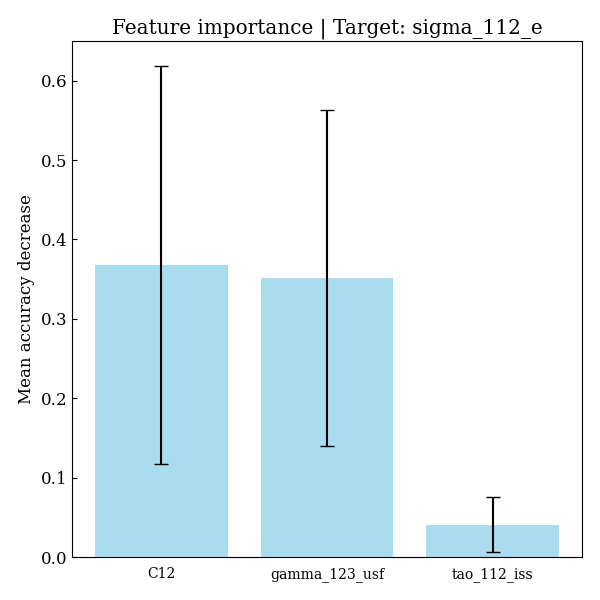 Feature importance | Target: sigma_112_e
Mean accuracy decrease
0.6
0.5
0.4
0.3
0.2
0.1
0.0
C12
gamma_123_usf
tao_112_iss